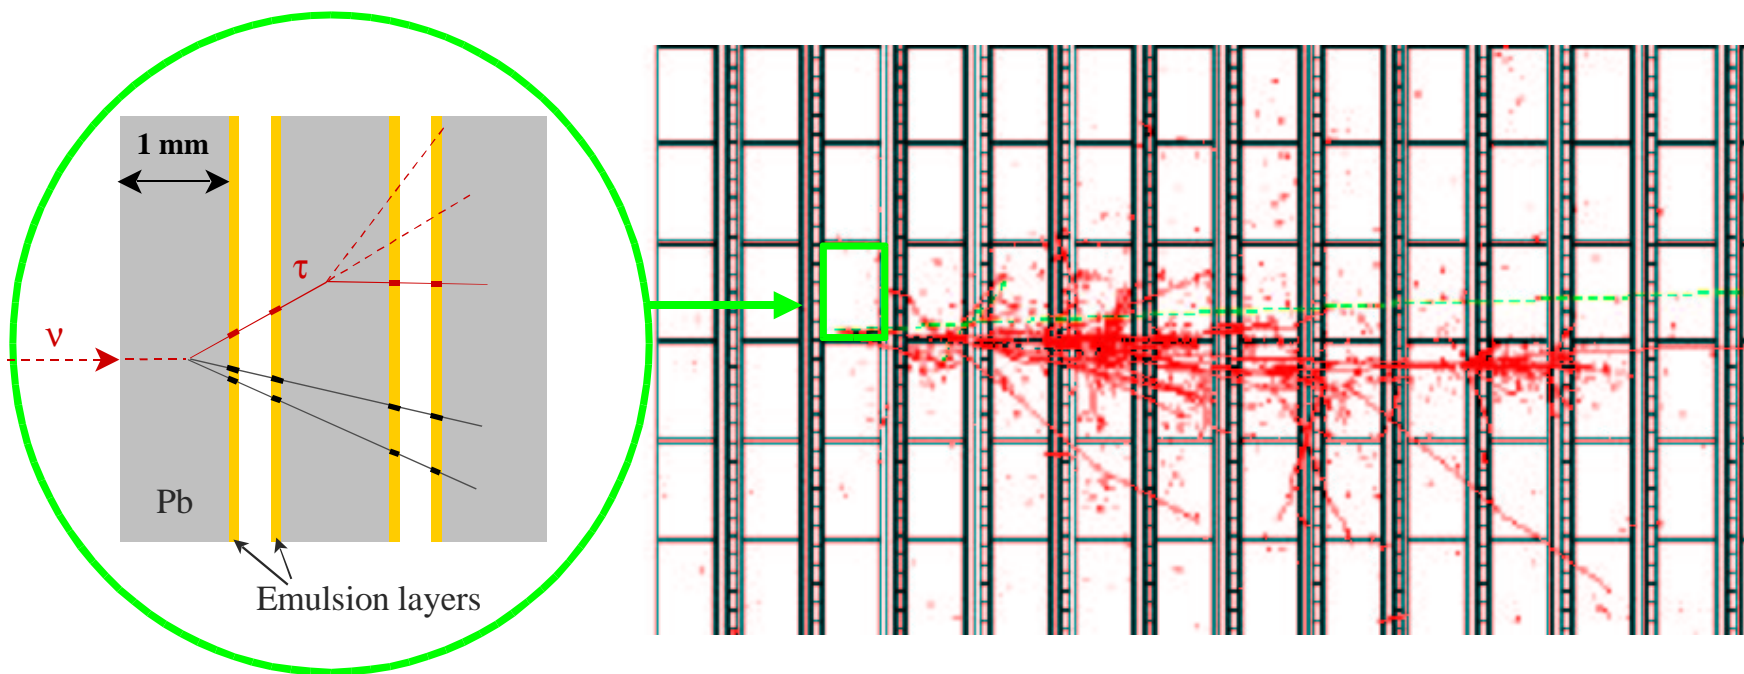 1 mm
τ
ν
Pb
Emulsion layers